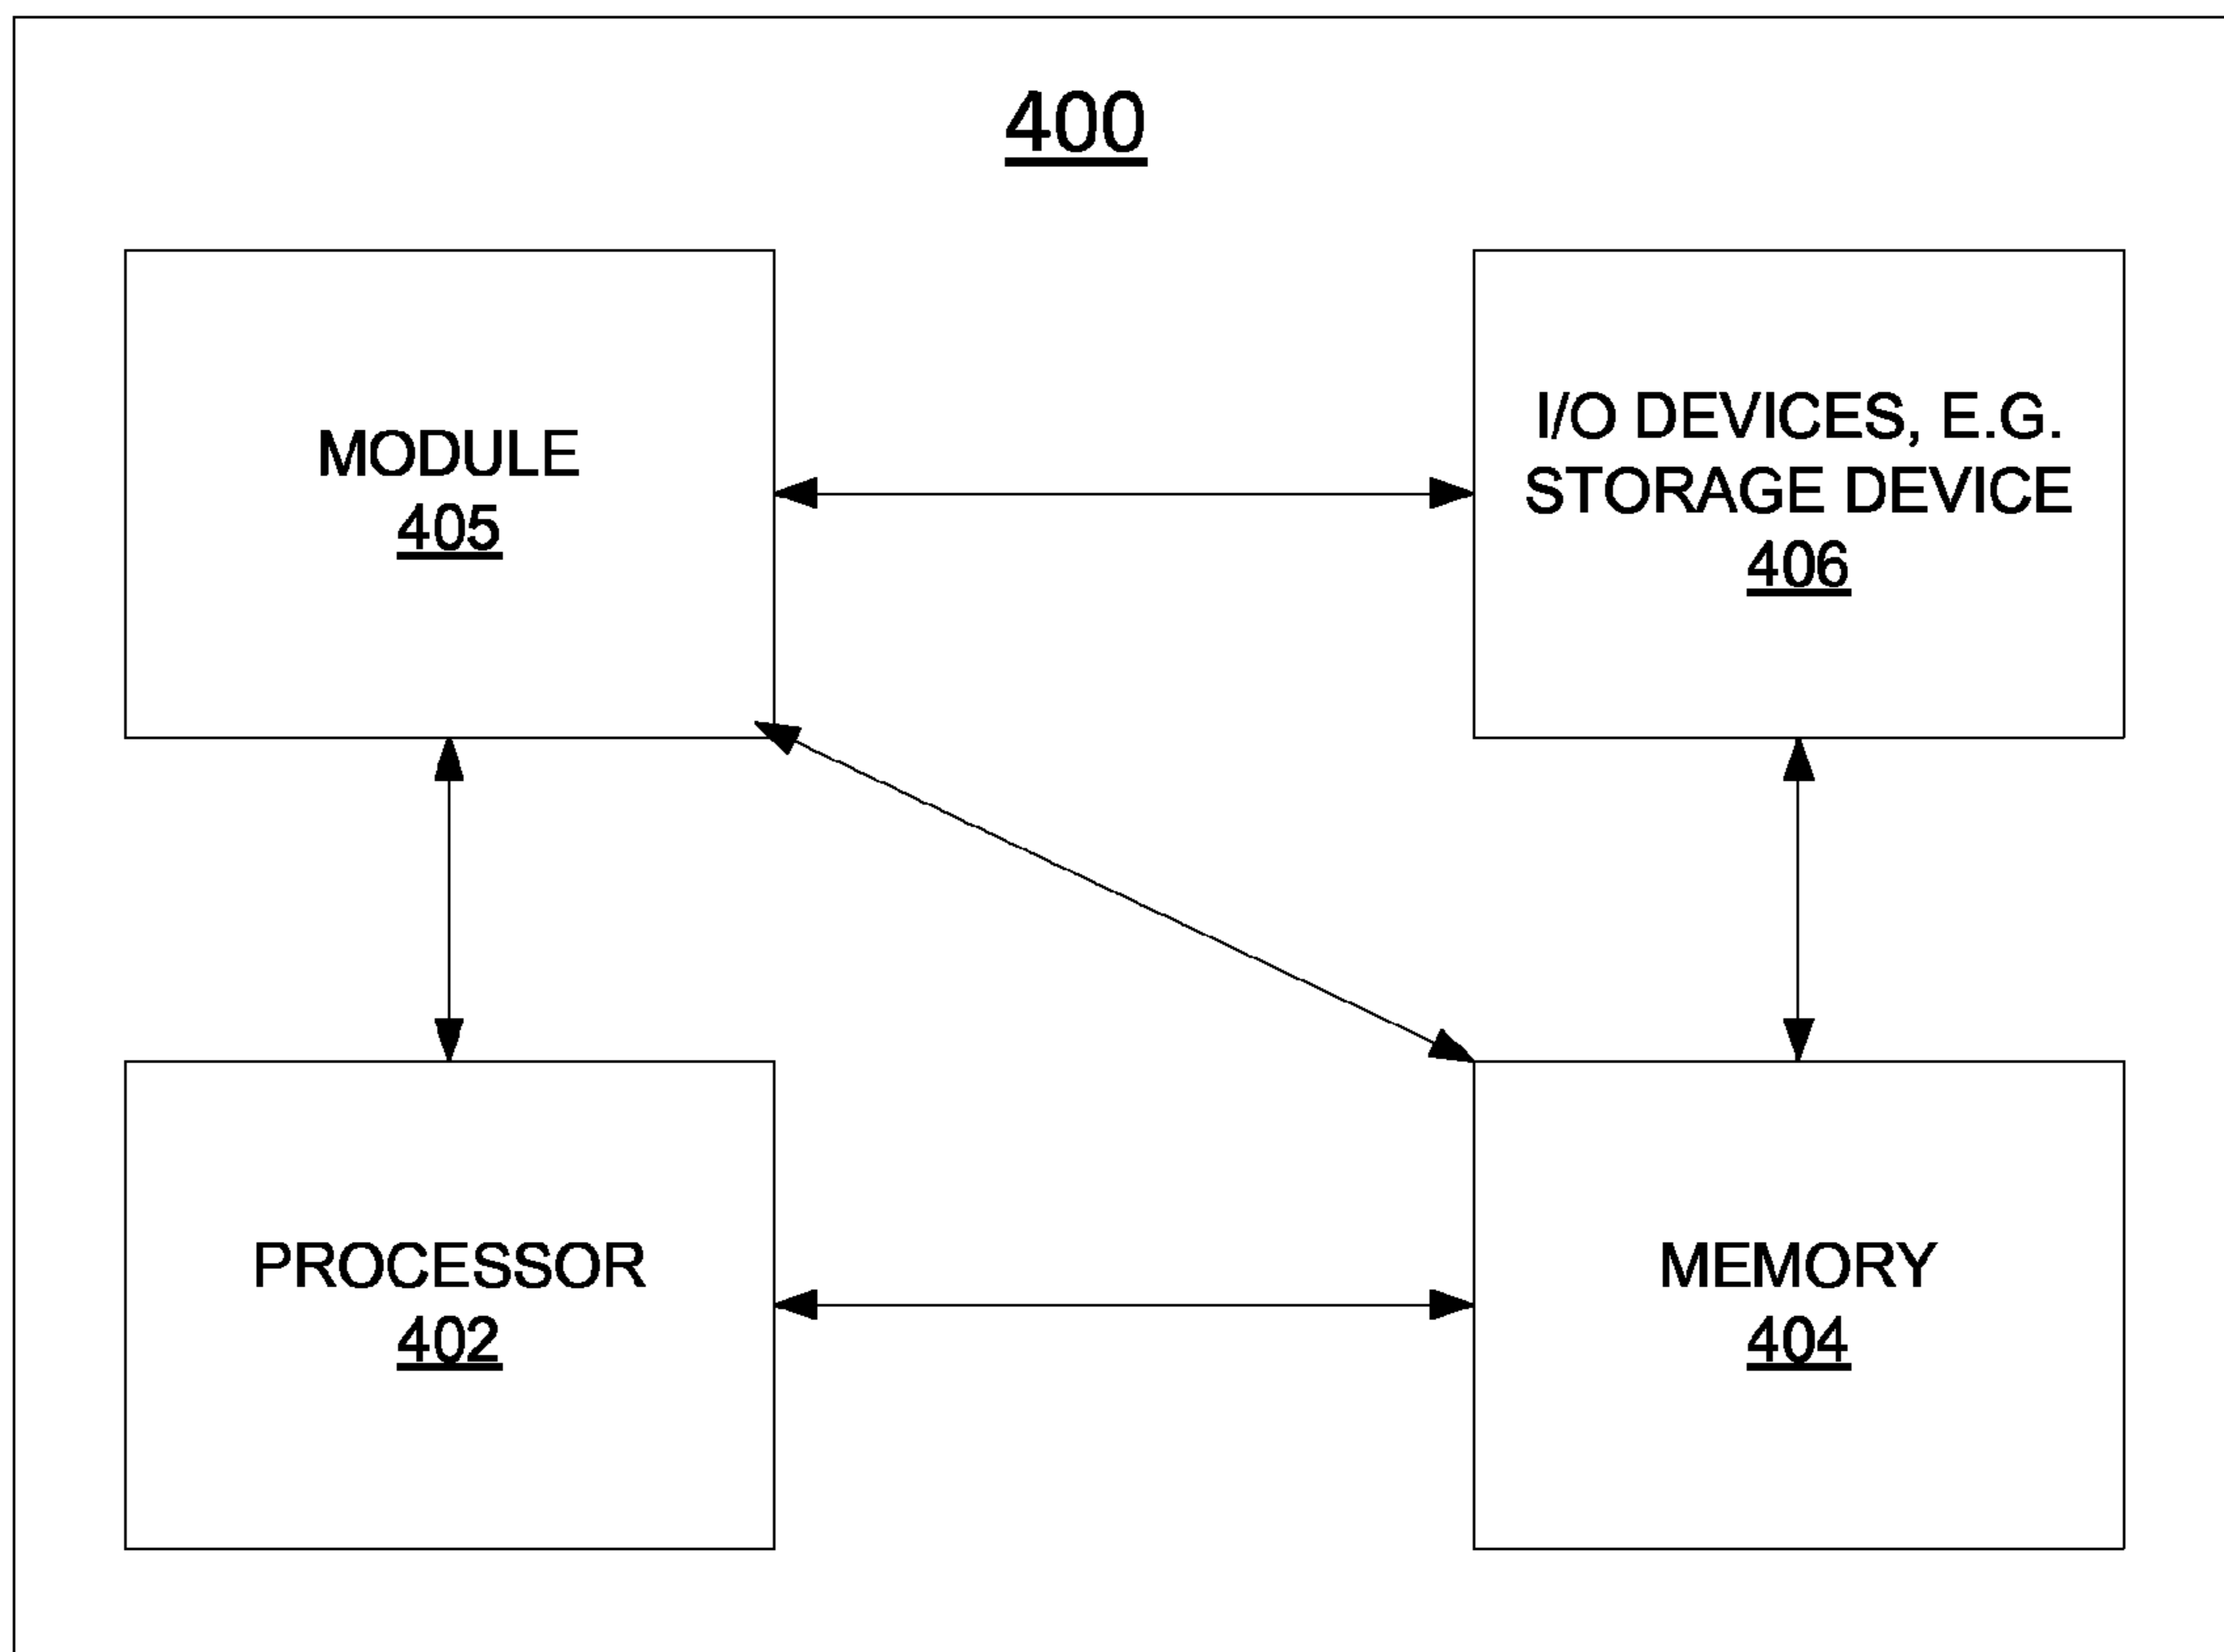 400
MODULE
405
I/O DEVICES, E.G.
STORAGE DEVICE
406
PROCESSOR
402
MEMORY
404